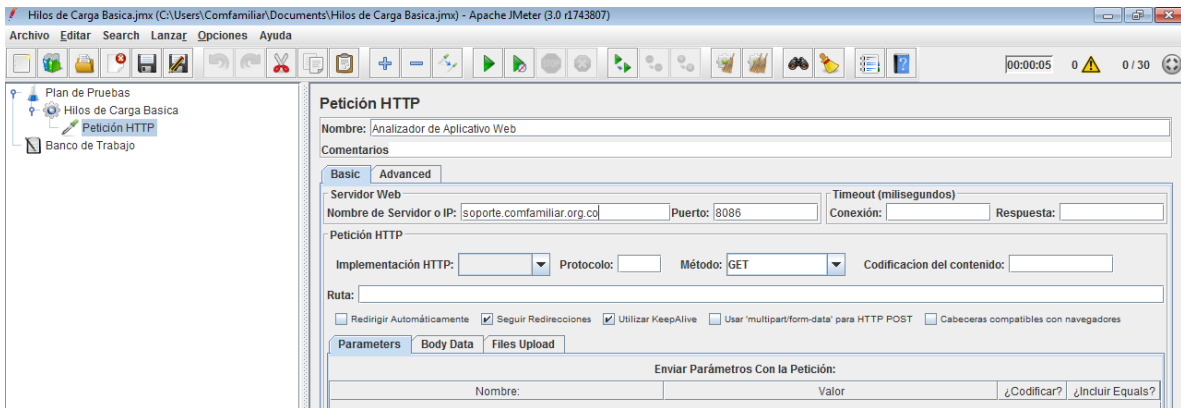 Hilos de Carga Basica.jmx (C:\Users\Comfamiliar\Documents\Hilos de Carga Basica.jmx) - Apache JMeter (3.0 r1743807)
Archivo Editar Search Lanzar Opciones Ayuda
00:00:05 0 0 / 30
Plan de Pruebas
Hilos de Carga Basica
Petición HTTP
Banco de Trabajo
Petición HTTP
Nombre: Analizador de Aplicativo Web
Comentarios
Basic Advanced
Servidor Web Timeout (milisegundos)
Nombre de Servidor o IP: soporte.comfamiliar.org.co Puerto: 8086 Conexión: Respuesta:
Petición HTTP
Implementación HTTP: Protocolo: Método: GET Codificacion del contenido:
Ruta:
Redirigir Automáticamente Seguir Redirecciones Utilizar KeepAlive Usar 'multipart/form-data' para HTTP POST Cabeceras compatibles con navegadores
Parameters Body Data Files Upload
Enviar Parámetros Con la Petición:
Nombre: Valor ¿Codificar? ¿Incluir Equals?